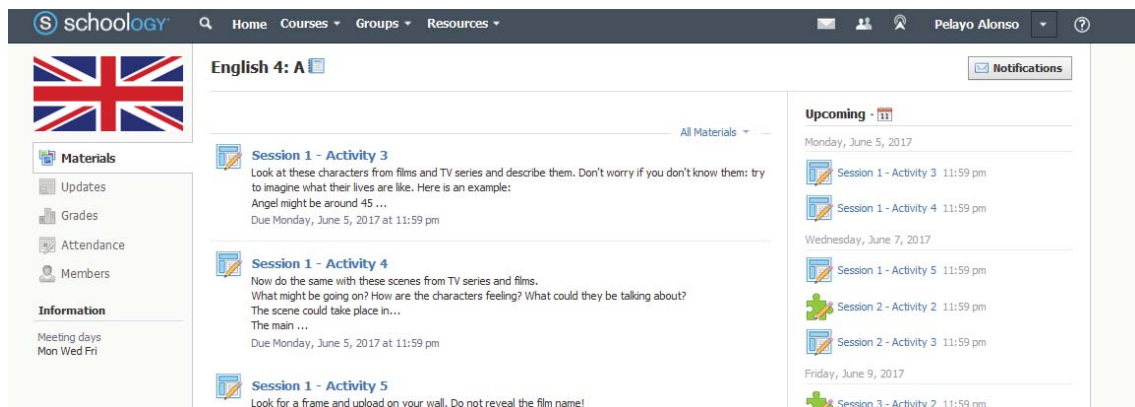 schoology Home Courses Groups Resources Pelayo Alonso
English 4: A
Notifications
Materials
Updates
Grades
Attendance
Members
Information
Meeting days
Mon Wed Fri
All Materials
Session 1 - Activity 3
Look at these characters from films and TV series and describe them. Don't worry if you don't know them: try
to imagine what their lives are like. Here is an example:
Angel might be around 45 ...
Due Monday, June 5, 2017 at 11:59 pm
Session 1 - Activity 4
Now do the same with these scenes from TV series and films.
What might be going on? How are the characters feeling? What could they be talking about?
The scene could take place in...
The main ...
Due Monday, June 5, 2017 at 11:59 pm
Session 1 - Activity 5
Look for a frame and upload on your wall. Do not reveal the film name!
Upcoming · 11
Monday, June 5, 2017
Session 1 - Activity 3 11:59 pm
Session 1 - Activity 4 11:59 pm
Wednesday, June 7, 2017
Session 1 - Activity 5 11:59 pm
Session 2 - Activity 2 11:59 pm
Session 2 - Activity 3 11:59 pm
Friday, June 9, 2017
Session 3 - Activity 2 11:59 pm